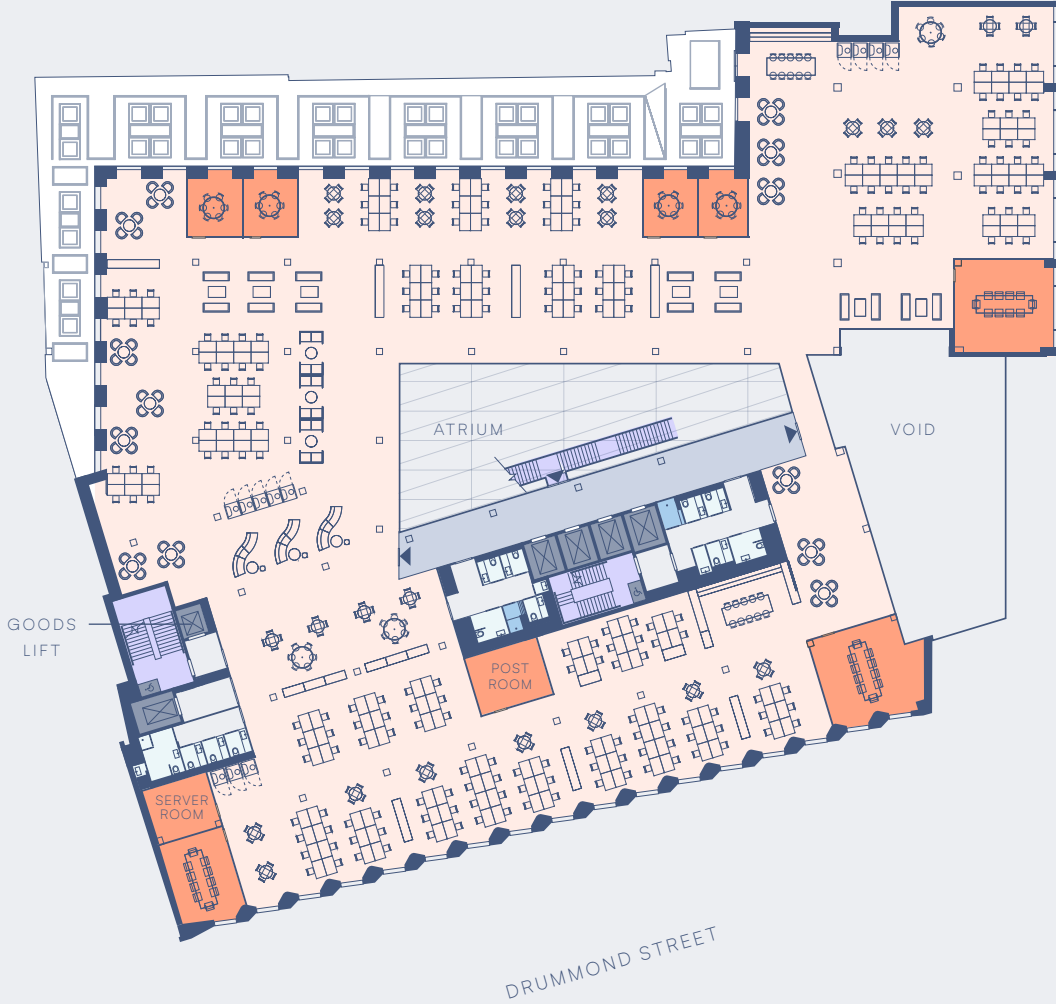 ATRIUM
VOID
GOODS
LIFT
POST
ROOM
SERVER
ROOM
DRUMMOND STREET